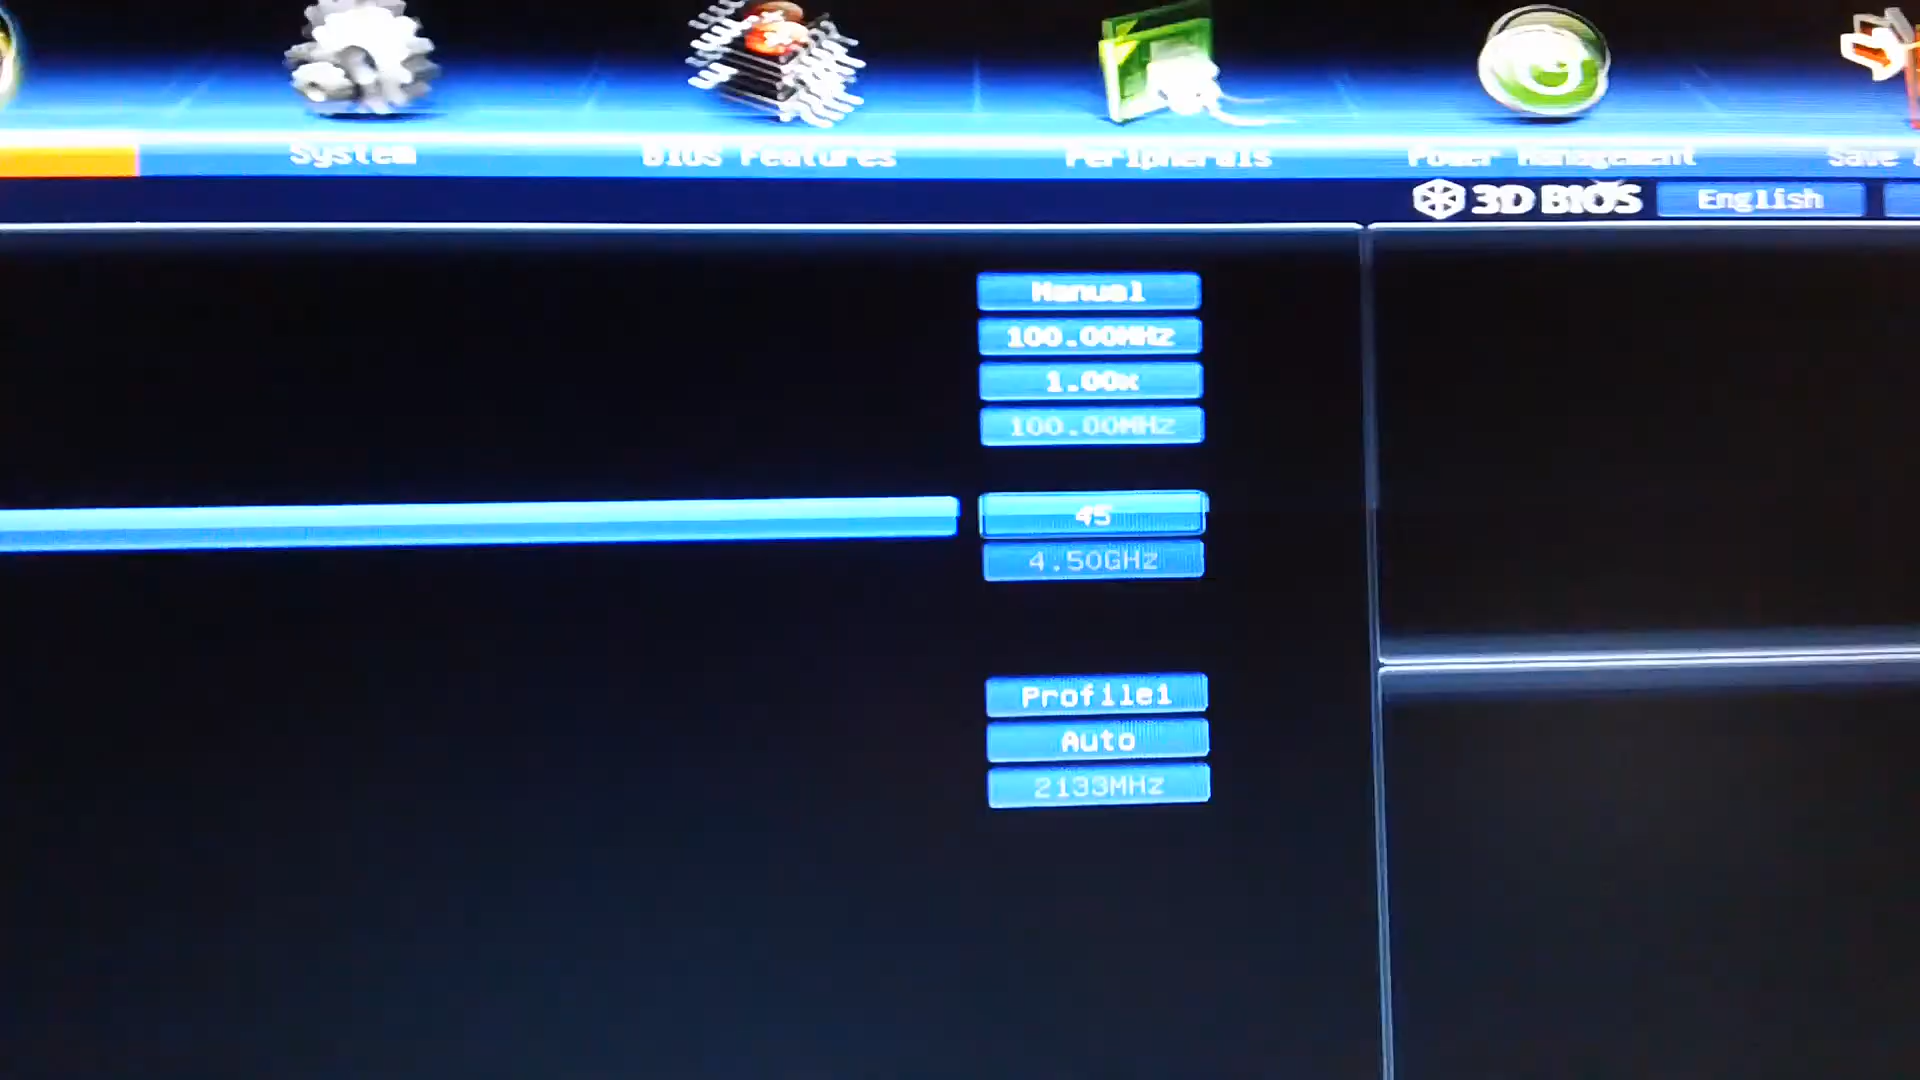 System BIOS Features Peripherals Power Management Save
3D BIOS English
Manual
100.00MHz
1.00x
100.00MHz
45
4.50GHz
Profile1
Auto
2133MHz